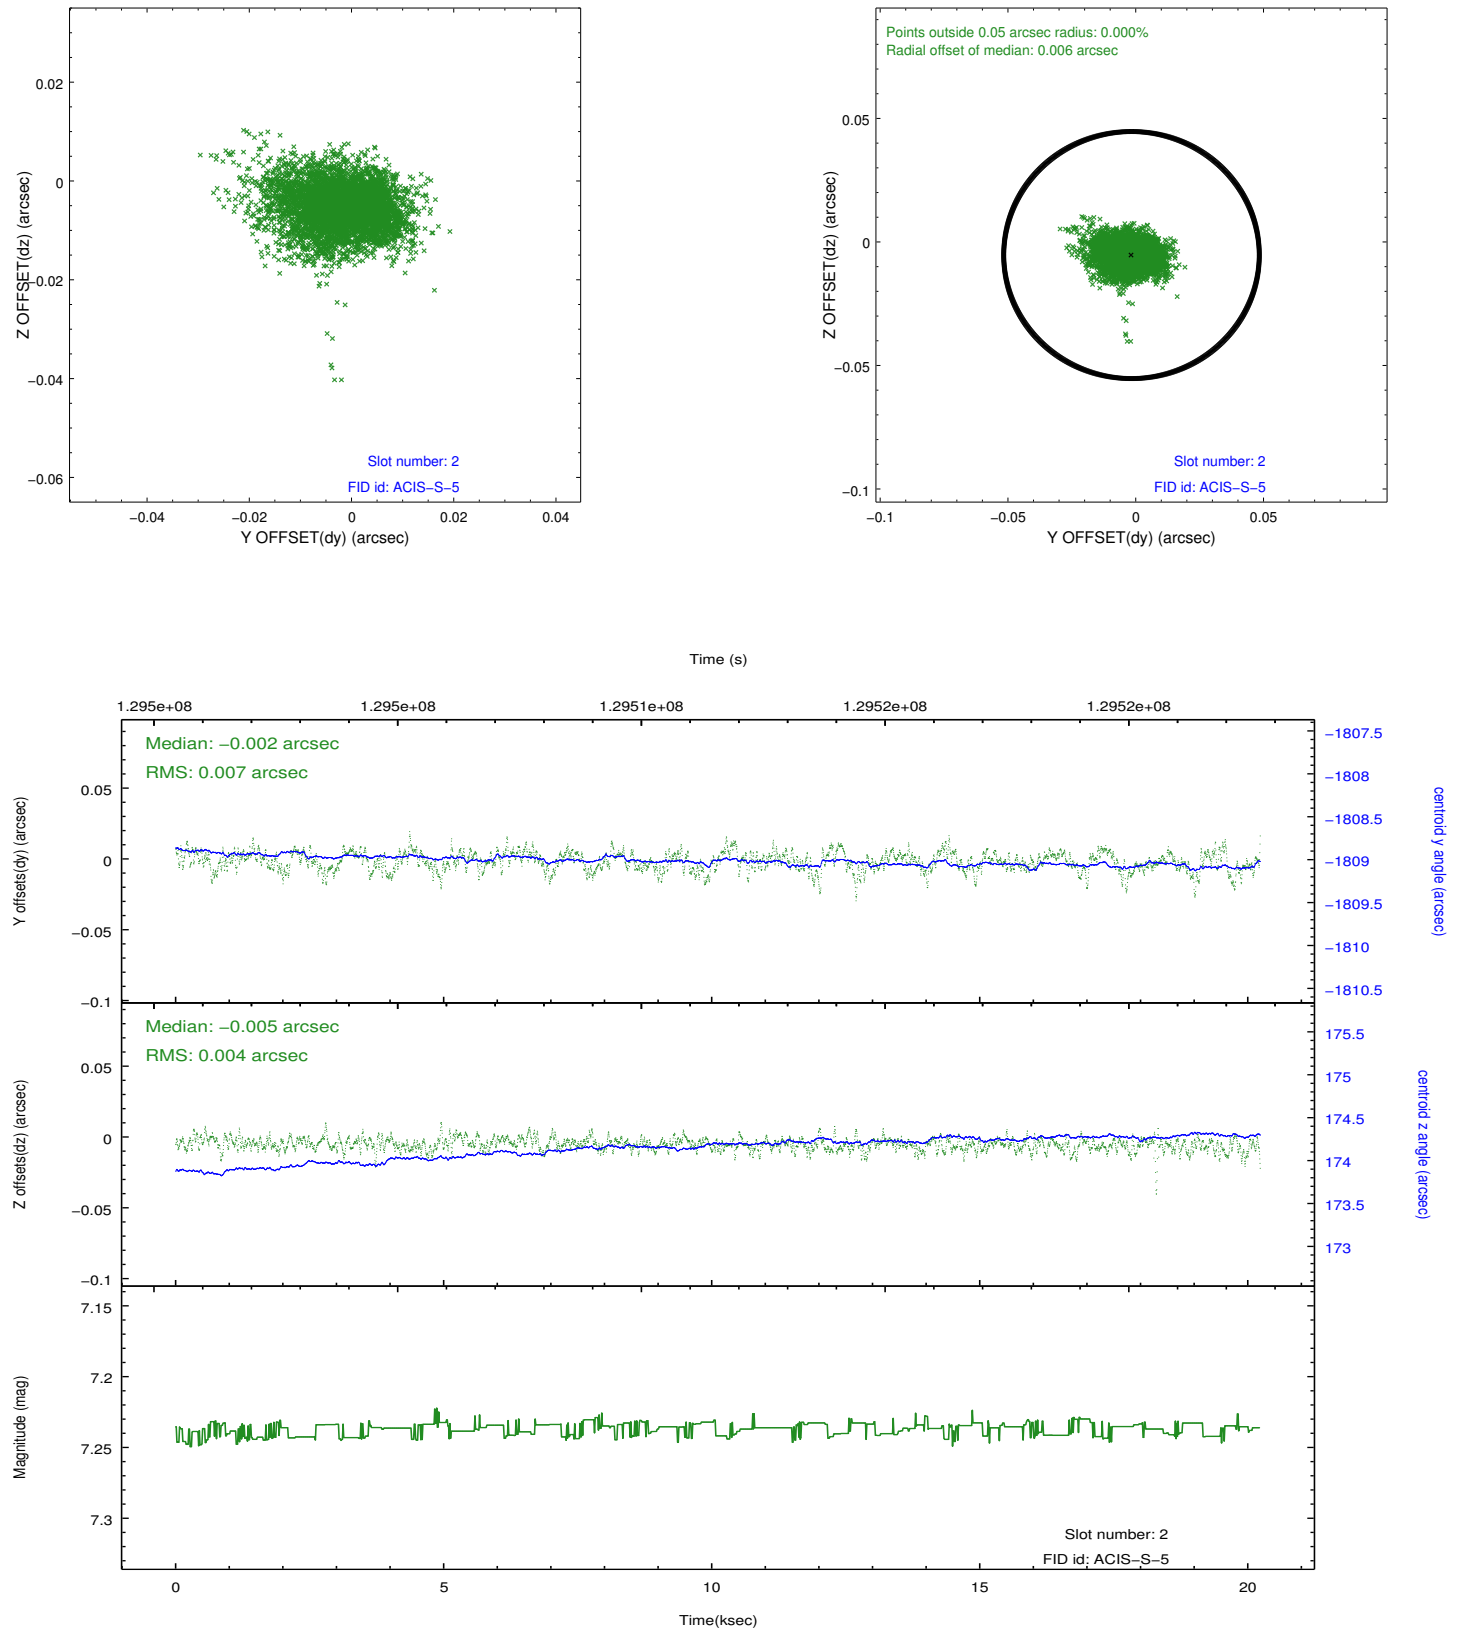 0.02
0
−0.02
−0.04
−0.06
Z OFFSET(dz) (arcsec)
Slot number: 2
FID id: ACIS−S−5
−0.04 −0.02 0 0.02 0.04
Y OFFSET(dy) (arcsec)
Points outside 0.05 arcsec radius: 0.000%
Radial offset of median: 0.006 arcsec
0.05
0
−0.05
−0.1
Z OFFSET(dz) (arcsec)
Slot number: 2
FID id: ACIS−S−5
−0.1 −0.05 0 0.05
Y OFFSET(dy) (arcsec)
Time (s)
1.295e+08 1.295e+08 1.2951e+08 1.2952e+08 1.2952e+08
Median: −0.002 arcsec
RMS: 0.007 arcsec
0.05
0
−0.05
−0.1
Y offsets(dy) (arcsec)
−1807.5
−1808
−1808.5
−1809
−1809.5
−1810
−1810.5
centroid y angle (arcsec)
Median: −0.005 arcsec
RMS: 0.004 arcsec
0.05
0
−0.05
−0.1
Z offsets(dz) (arcsec)
175.5
175
174.5
174
173.5
173
centroid z angle (arcsec)
7.15
7.2
7.25
7.3
Magnitude (mag)
Slot number: 2
FID id: ACIS−S−5
0 5 10 15 20
Time(ksec)